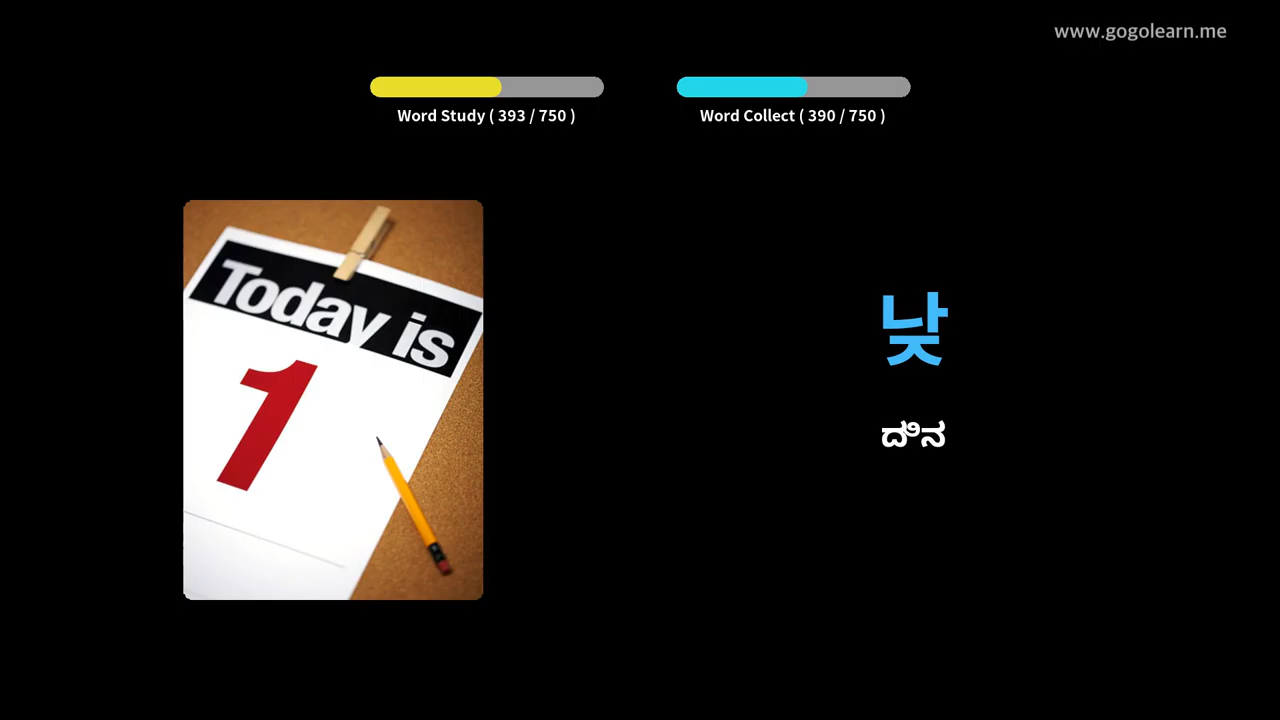 www.gogolearn.me
Word Study ( 393 / 750 )
Word Collect ( 390 / 750 )
Today is
1
낮
ದಿನ